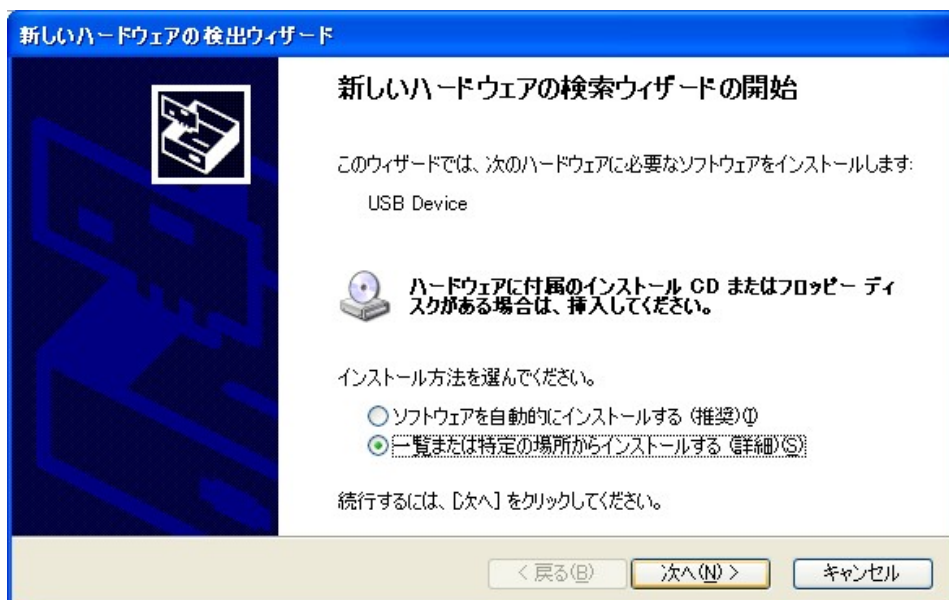 新しいハードウェアの検出ウィザード
新しいハードウェアの検索ウィザードの開始
このウィザードでは、次のハードウェアに必要なソフトウェアをインストールします:
USB Device
ハードウェアに付属のインストール CD またはフロッピー ディ
スクがある場合は、挿入してください。
インストール方法を選んでください。
ソフトウェアを自動的にインストールする (推奨)(I)
一覧または特定の場所からインストールする (詳細)(S)
続行するには、[次へ] をクリックしてください。
< 戻る(B) 次へ(N) > キャンセル